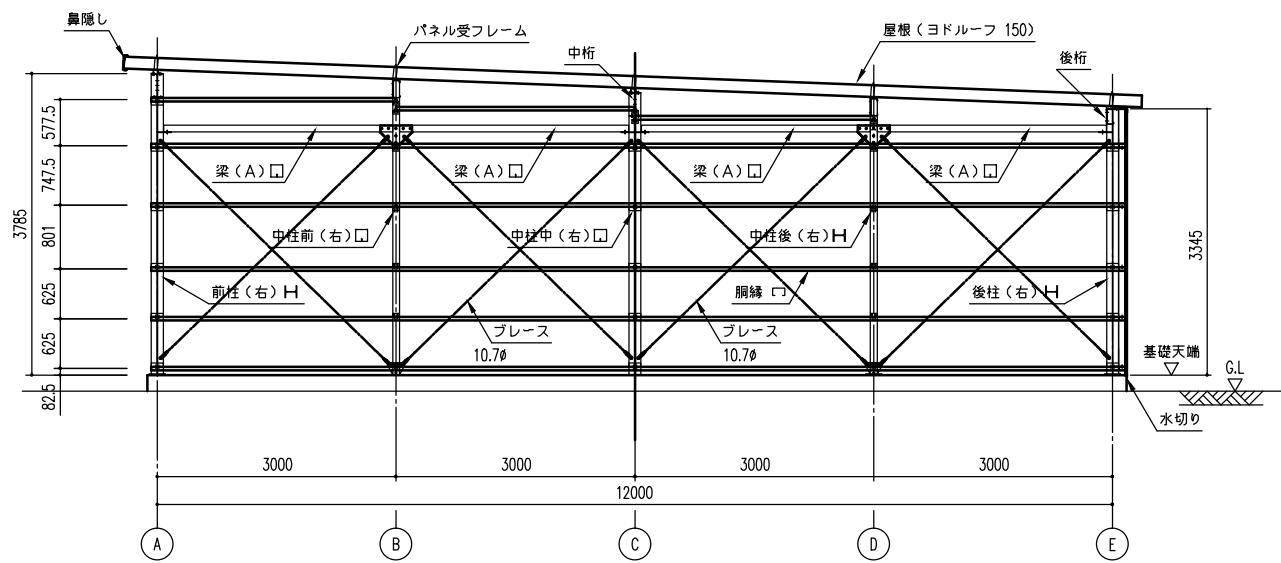 鼻隠し
パネル受フレーム
中桁
屋根(ヨドルーフ 150)
後桁
577.5
747.5
801
625
625
82.5
3785
3345
梁(A)
梁(A)
梁(A)
梁(A)
中柱前(右)
中柱中(右)
中柱後(右)H
前柱(右)H
胴縁
後柱(右)H
ブレース
10.7ø
ブレース
10.7ø
基礎天端
G.L
水切り
3000
3000
3000
3000
12000
A
B
C
D
E